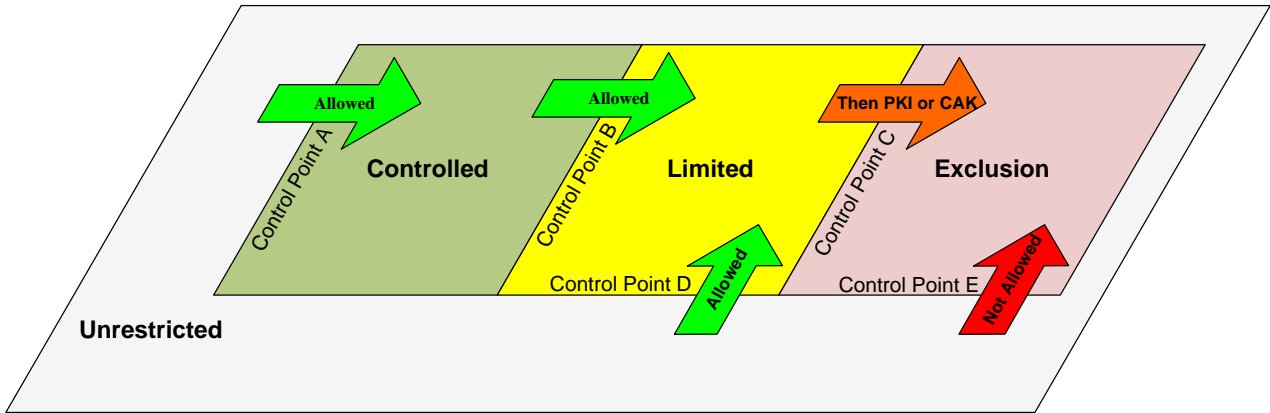 Allowed
Allowed
Then PKI or CAK
Control Point A
Control Point B
Control Point C
Controlled
Limited
Exclusion
Allowed
Not Allowed
Control Point D
Control Point E
Unrestricted